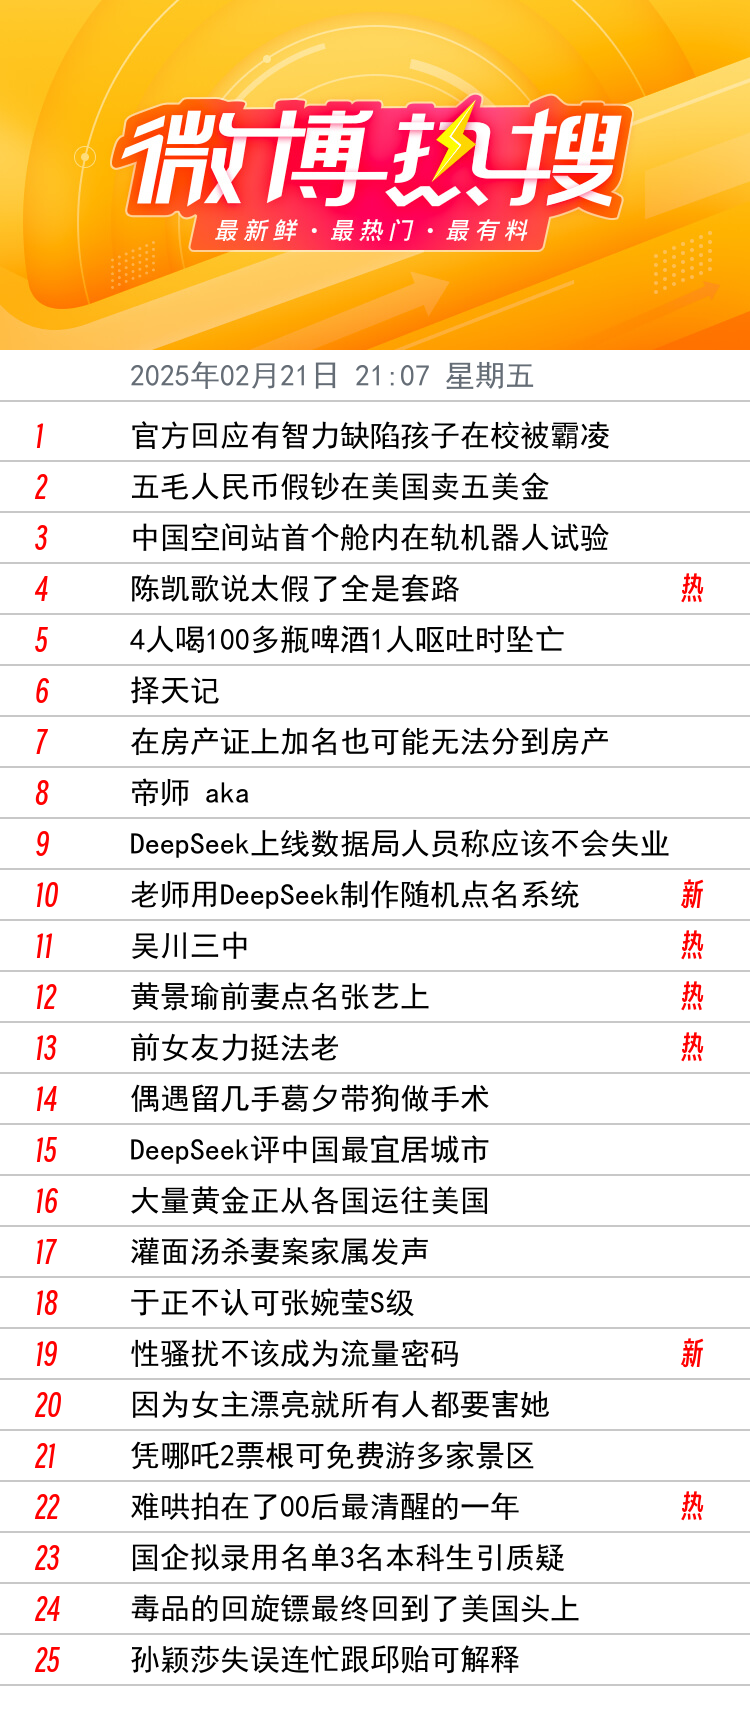 微博热搜
最新鲜·最热门·最有料
2025年02月21日 21:07 星期五
1 官方回应有智力缺陷孩子在校被霸凌
2 五毛人民币假钞在美国卖五美金
3 中国空间站首个舱内在轨机器人试验
4 陈凯歌说太假了全是套路 热
5 4人喝100多瓶啤酒1人呕吐时坠亡
6 择天记
7 在房产证上加名也可能无法分到房产
8 帝师 aka
9 DeepSeek上线数据局人员称应该不会失业
10 老师用DeepSeek制作随机点名系统 新
11 吴川三中 热
12 黄景瑜前妻点名张艺上 热
13 前女友力挺法老 热
14 偶遇留几手葛夕带狗做手术
15 DeepSeek评中国最宜居城市
16 大量黄金正从各国运往美国
17 灌面汤杀妻案家属发声
18 于正不认可张婉莹S级
19 性骚扰不该成为流量密码 新
20 因为女主漂亮就所有人都要害她
21 凭哪吒2票根可免费游多家景区
22 难哄拍在了00后最清醒的一年 热
23 国企拟录用名单3名本科生引质疑
24 毒品的回旋镖最终回到了美国头上
25 孙颖莎失误连忙跟邱贻可解释